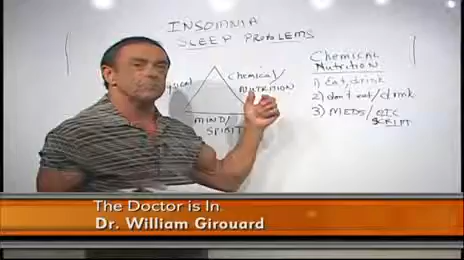 INSOMNIA
SLEEP PROBLEMS
Chemical
NUTRITION
Chemical/
NUTRITION
MIND/
SPIRIT
1) Eat, drink
2) don't eat/drink
3) MEDS/OTC
SCRIPT
The Doctor is In.
Dr. William Girouard